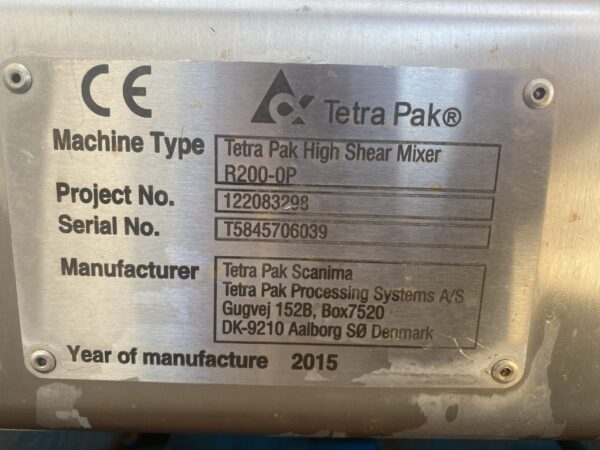 CE
Tetra Pak®
Machine Type Tetra Pak High Shear Mixer
R200-0P
Project No. 122083298
Serial No. T5845706039
Manufacturer Tetra Pak Scanima
Tetra Pak Processing Systems A/S
Gugvej 152B, Box7520
DK-9210 Aalborg SØ Denmark
Year of manufacture 2015